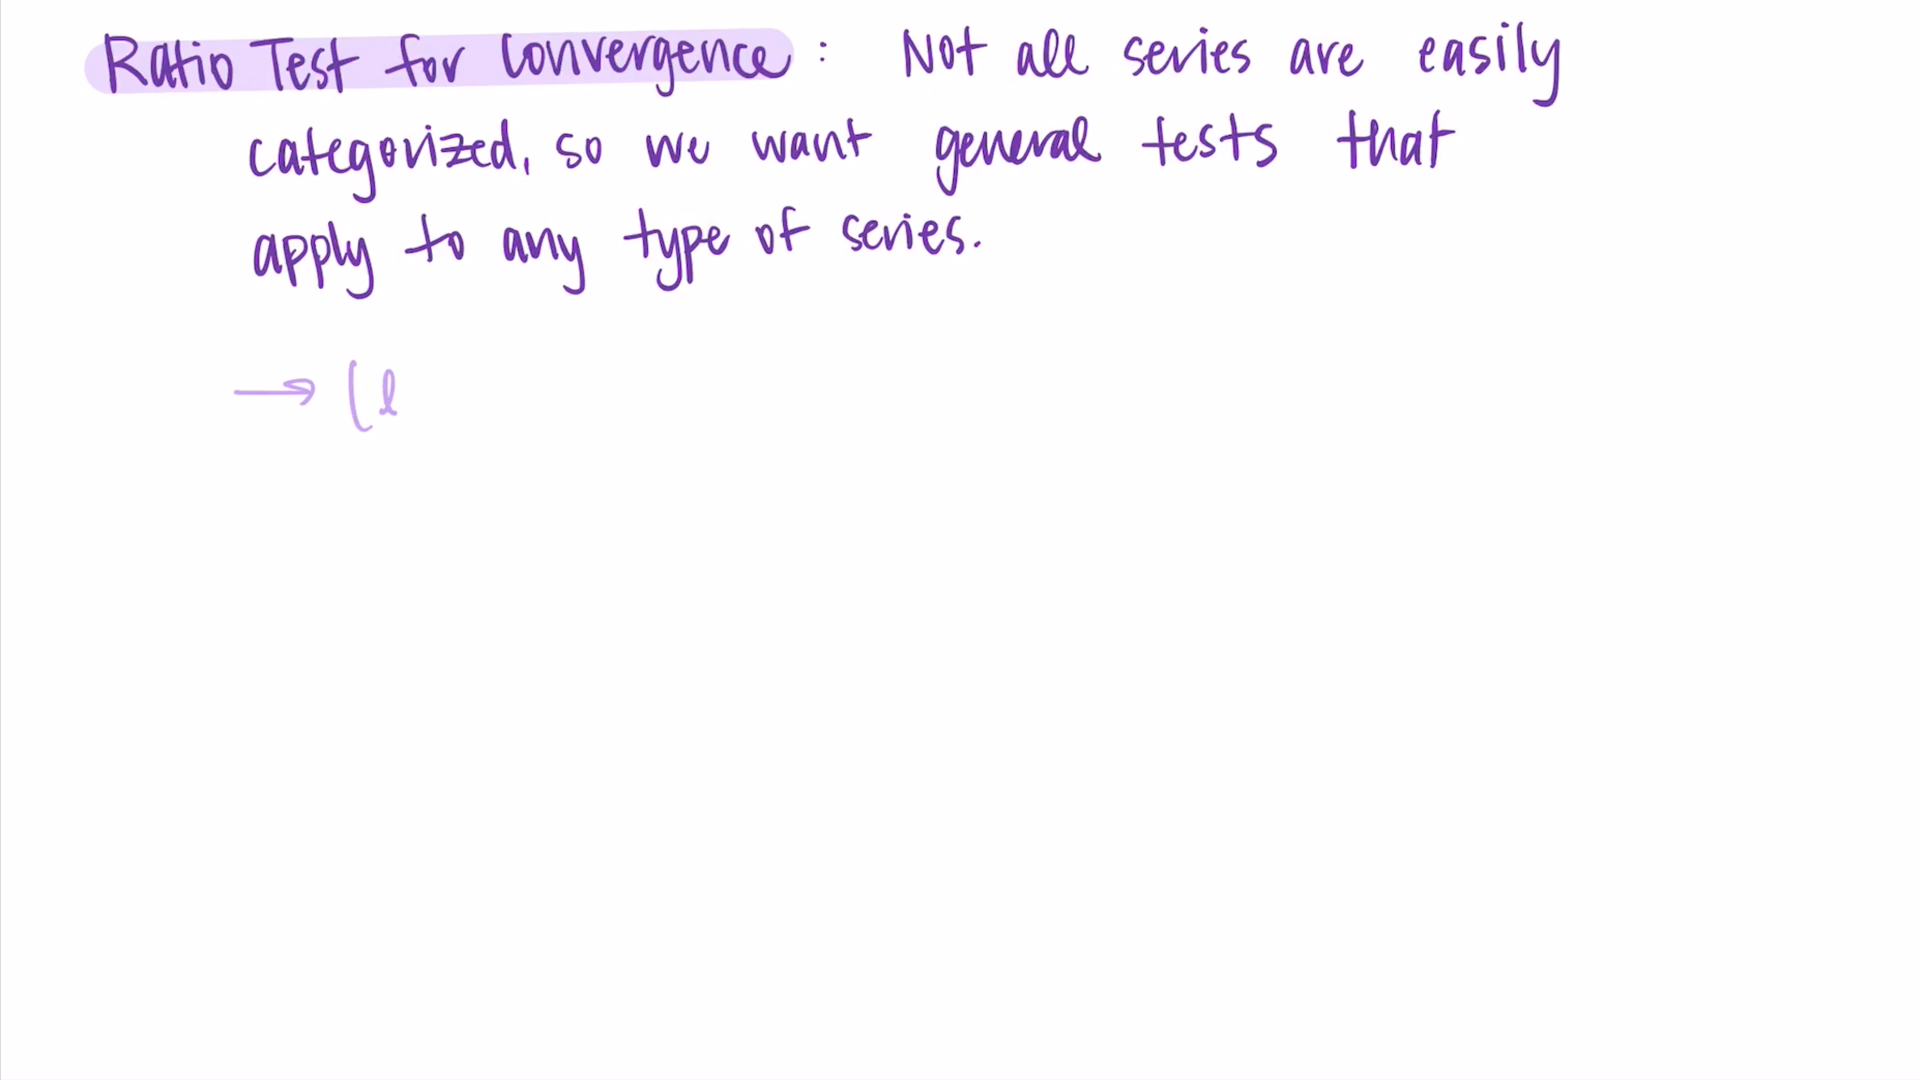 Ratio Test for Convergence : Not all series are easily
categorized, so we want general tests that
apply to any type of series.
→ (l